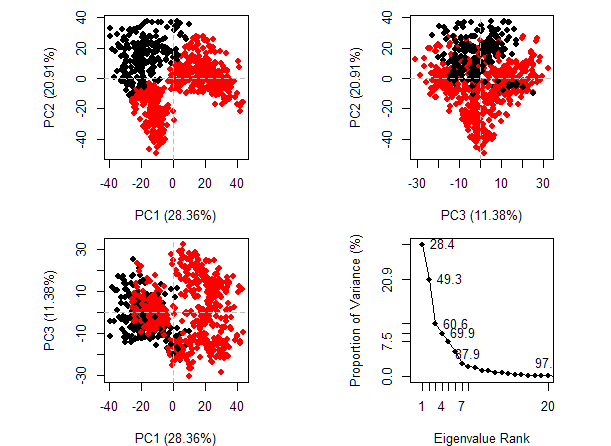 40
20
0
-20
-40
PC2 (20.91%)
-40 -20 0 20 40
PC1 (28.36%)
40
20
0
-20
-40
PC2 (20.91%)
-30 -10 0 10 30
PC3 (11.38%)
30
10
-10
-30
PC3 (11.38%)
-40 -20 0 20 40
PC1 (28.36%)
20.9
7.5
0.0
Proportion of Variance (%)
28.4
49.3
60.6
69.9
87.9
97.
1 4 7 20
Eigenvalue Rank